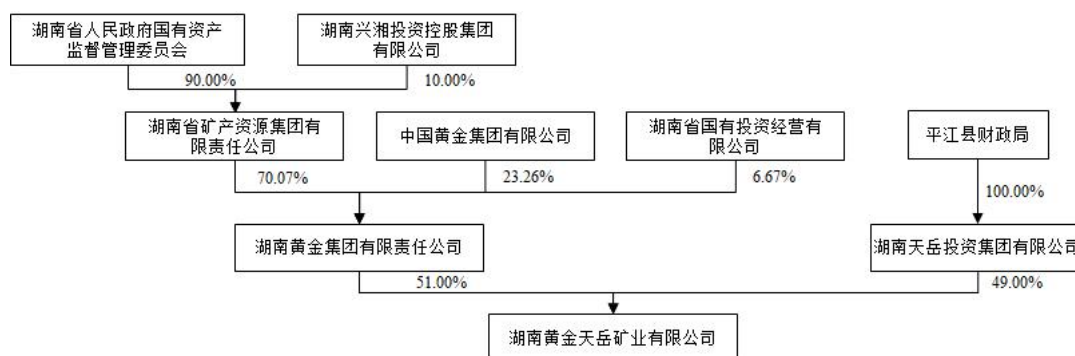 湖南省人民政府国有资产
监督管理委员会
湖南兴湘投资控股集团
有限公司
90.00%
10.00%
湖南省矿产资源集团有
限责任公司
中国黄金集团有限公司
湖南省国有投资经营有
限公司
平江县财政局
70.07%
23.26%
6.67%
100.00%
湖南黄金集团有限责任公司
湖南天岳投资集团有限公司
51.00%
49.00%
湖南黄金天岳矿业有限公司